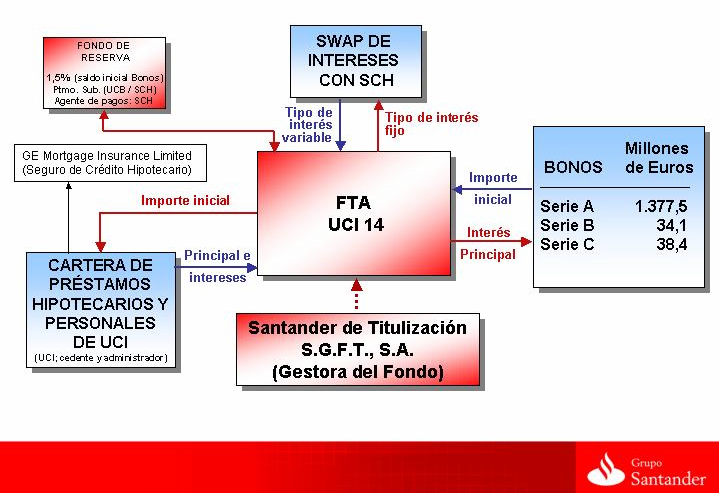 FONDO DE
RESERVA
1,5% (saldo inicial Bonos)
Ptmo. Sub. (UCB / SCH)
Agente de pagos: SCH
SWAP DE
INTERESES
CON SCH
Tipo de
interés
variable
Tipo de interés
fijo
GE Mortgage Insurance Limited
(Seguro de Crédito Hipotecario)
Importe inicial
FTA
UCI 14
Importe
inicial
Interés
Principal
BONOS
Millones
de Euros
Serie A 1.377,5
Serie B 34,1
Serie C 38,4
CARTERA DE
PRÉSTAMOS
HIPOTECARIOS Y
PERSONALES
DE UCI
(UCI; cedente y administrador)
Principal e
intereses
Santander de Titulización
S.G.F.T., S.A.
(Gestora del Fondo)
Grupo
Santander